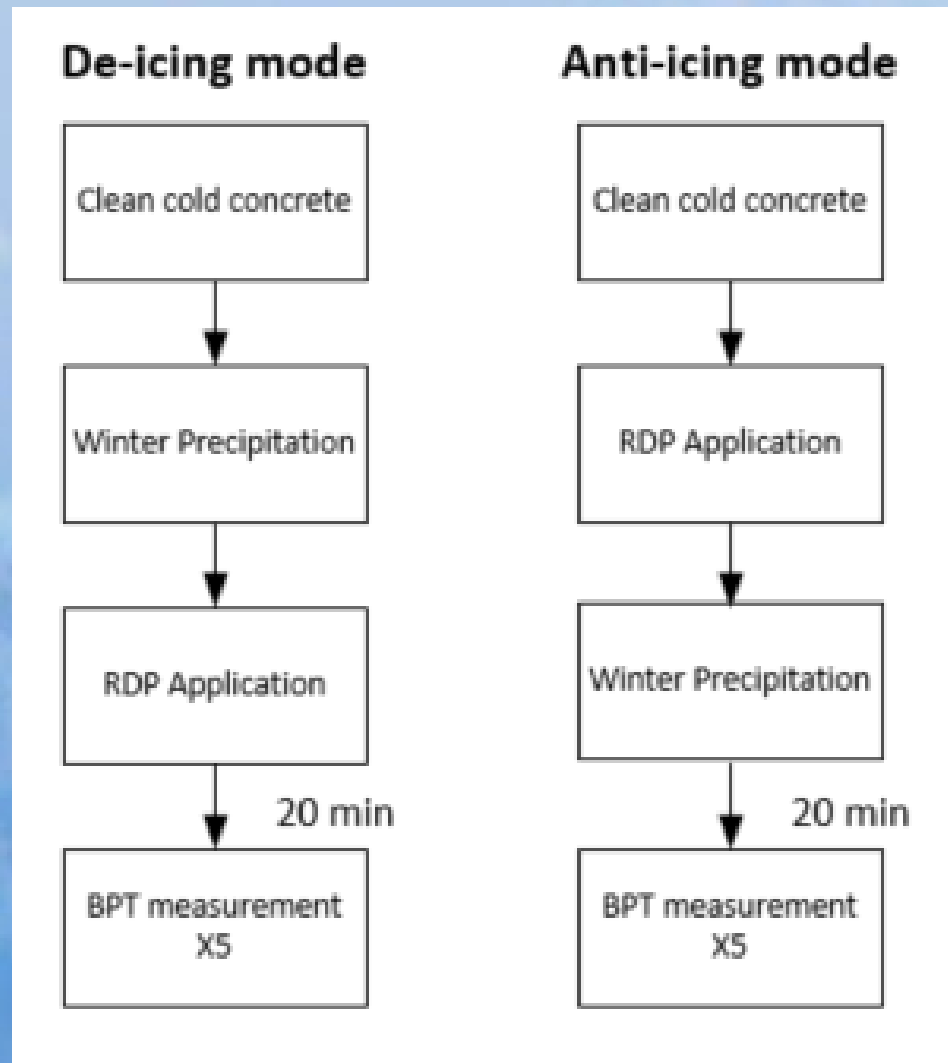 De-icing mode
Clean cold concrete
Winter Precipitation
RDP Application
20 min
BPT measurement
X5
Anti-icing mode
Clean cold concrete
RDP Application
Winter Precipitation
20 min
BPT measurement
X5